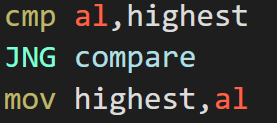 cmp al,highest
JNG compare
mov highest,al